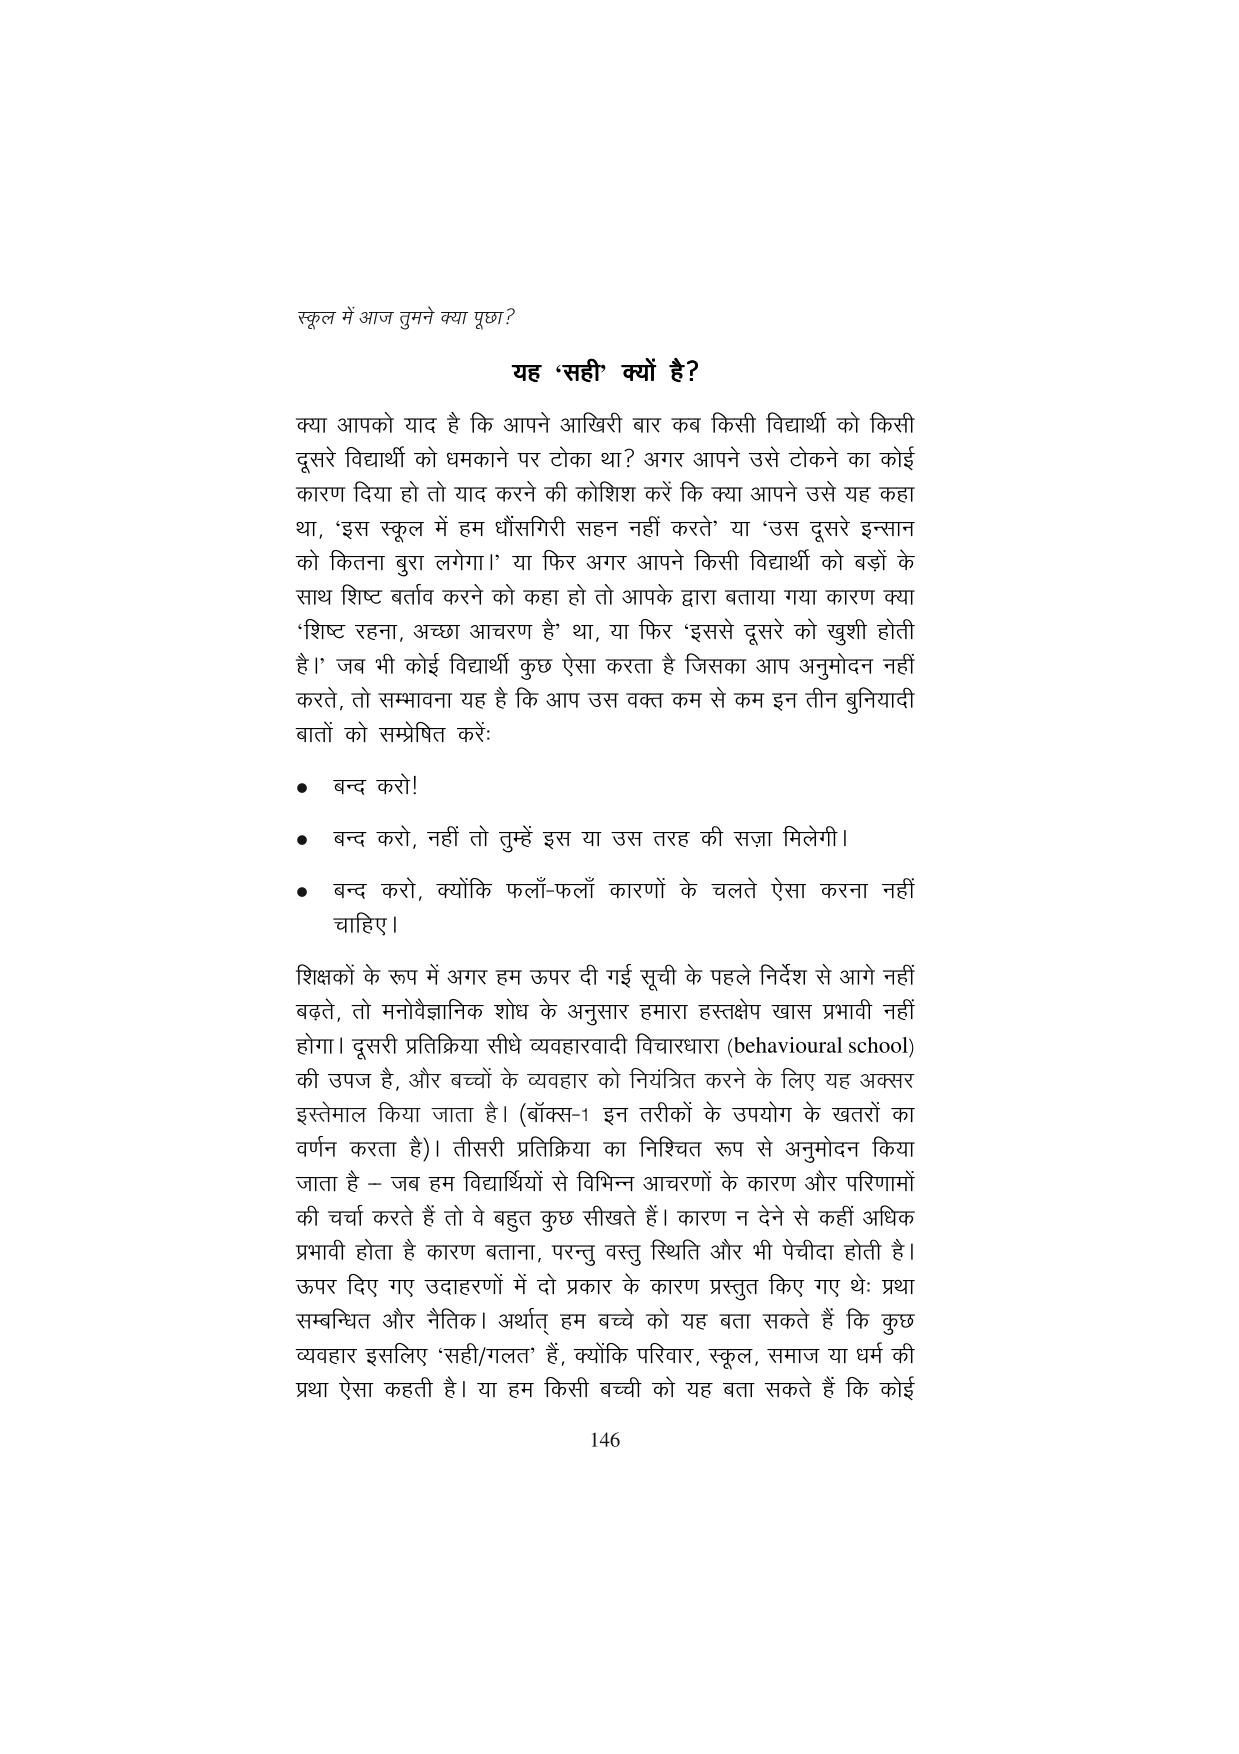 स्कूल में आज तुमने क्या पूछा?
यह ‘सही’ क्यों है?
क्या आपको याद है कि आपने आखिरी बार कब किसी विद्यार्थी को किसी
दूसरे विद्यार्थी को धमकाने पर टोका था? अगर आपने उसे टोकने का कोई
कारण दिया हो तो याद करने की कोशिश करें कि क्या आपने उसे यह कहा
था, ‘इस स्कूल में हम धौंसगिरी सहन नहीं करते’ या ‘उस दूसरे इन्सान
को कितना बुरा लगेगा।’ या फिर अगर आपने किसी विद्यार्थी को बड़ों के
साथ शिष्ट बर्ताव करने को कहा हो तो आपके द्वारा बताया गया कारण क्या
‘शिष्ट रहना, अच्छा आचरण है’ था, या फिर ‘इससे दूसरे को खुशी होती
है।’ जब भी कोई विद्यार्थी कुछ ऐसा करता है जिसका आप अनुमोदन नहीं
करते, तो सम्भावना यह है कि आप उस वक्त कम से कम इन तीन बुनियादी
बातों को सम्प्रेषित करें:
● बन्द करो!
● बन्द करो, नहीं तो तुम्हें इस या उस तरह की सज़ा मिलेगी।
● बन्द करो, क्योंकि फलाँ-फलाँ कारणों के चलते ऐसा करना नहीं
चाहिए।
शिक्षकों के रूप में अगर हम ऊपर दी गई सूची के पहले निर्देश से आगे नहीं
बढ़ते, तो मनोवैज्ञानिक शोध के अनुसार हमारा हस्तक्षेप खास प्रभावी नहीं
होगा। दूसरी प्रतिक्रिया सीधे व्यवहारवादी विचारधारा (behavioural school)
की उपज है, और बच्चों के व्यवहार को नियंत्रित करने के लिए यह अक्सर
इस्तेमाल किया जाता है। (बॉक्स-1 इन तरीकों के उपयोग के खतरों का
वर्णन करता है)। तीसरी प्रतिक्रिया का निश्चित रूप से अनुमोदन किया
जाता है – जब हम विद्यार्थियों से विभिन्न आचरणों के कारण और परिणामों
की चर्चा करते हैं तो वे बहुत कुछ सीखते हैं। कारण न देने से कहीं अधिक
प्रभावी होता है कारण बताना, परन्तु वस्तु स्थिति और भी पेचीदा होती है।
ऊपर दिए गए उदाहरणों में दो प्रकार के कारण प्रस्तुत किए गए थे: प्रथा
सम्बन्धित और नैतिक। अर्थात् हम बच्चे को यह बता सकते हैं कि कुछ
व्यवहार इसलिए ‘सही/गलत’ हैं, क्योंकि परिवार, स्कूल, समाज या धर्म की
प्रथा ऐसा कहती है। या हम किसी बच्ची को यह बता सकते हैं कि कोई
146